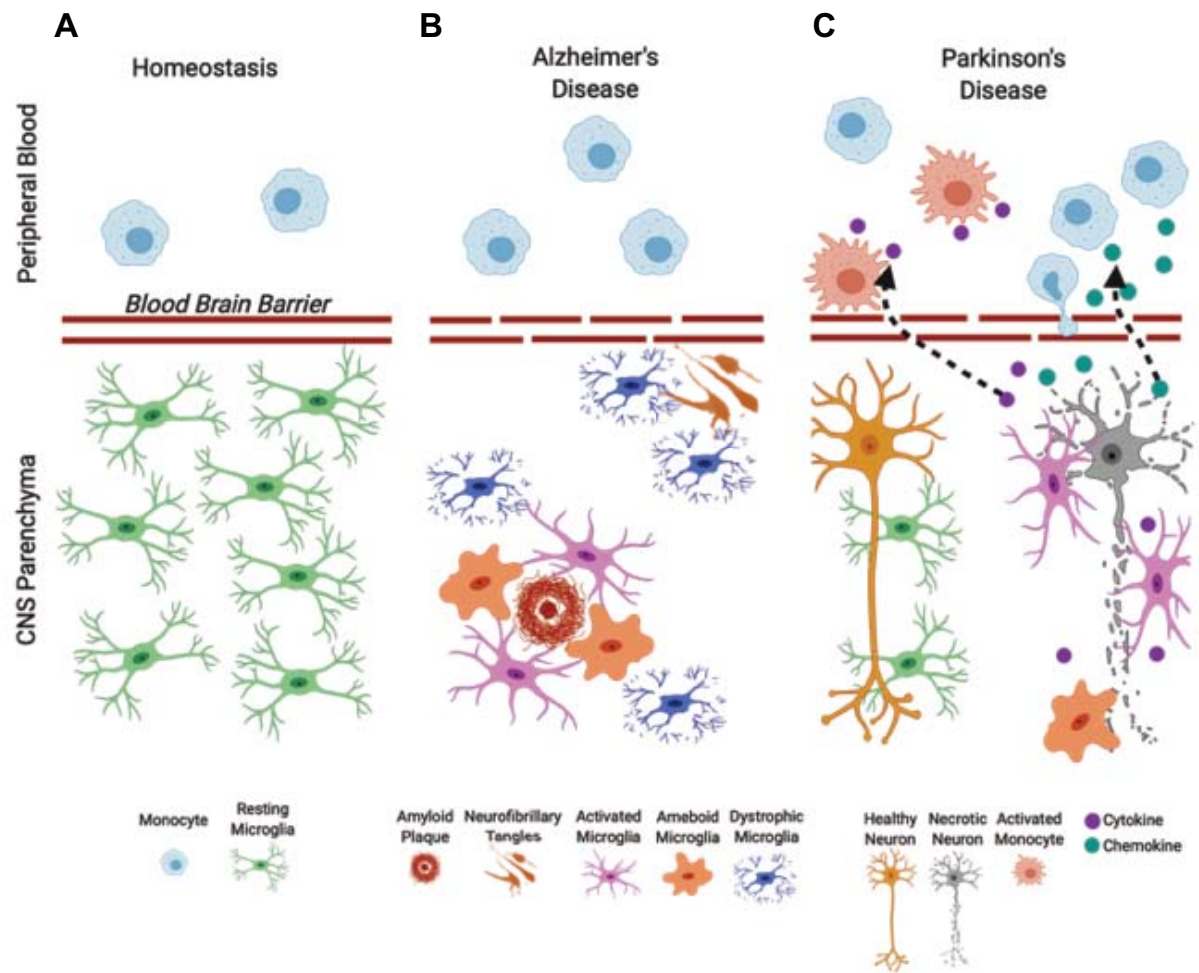 A
B
C
Homeostasis
Alzheimer's
Disease
Parkinson's
Disease
Peripheral Blood
Blood Brain Barrier
CNS Parenchyma
Monocyte
Resting
Microglia
Amyloid
Plaque
Neurofibrillary
Tangles
Activated
Microglia
Ameboid
Microglia
Dystrophic
Microglia
Healthy
Neuron
Necrotic
Neuron
Activated
Monocyte
Cytokine
Chemokine